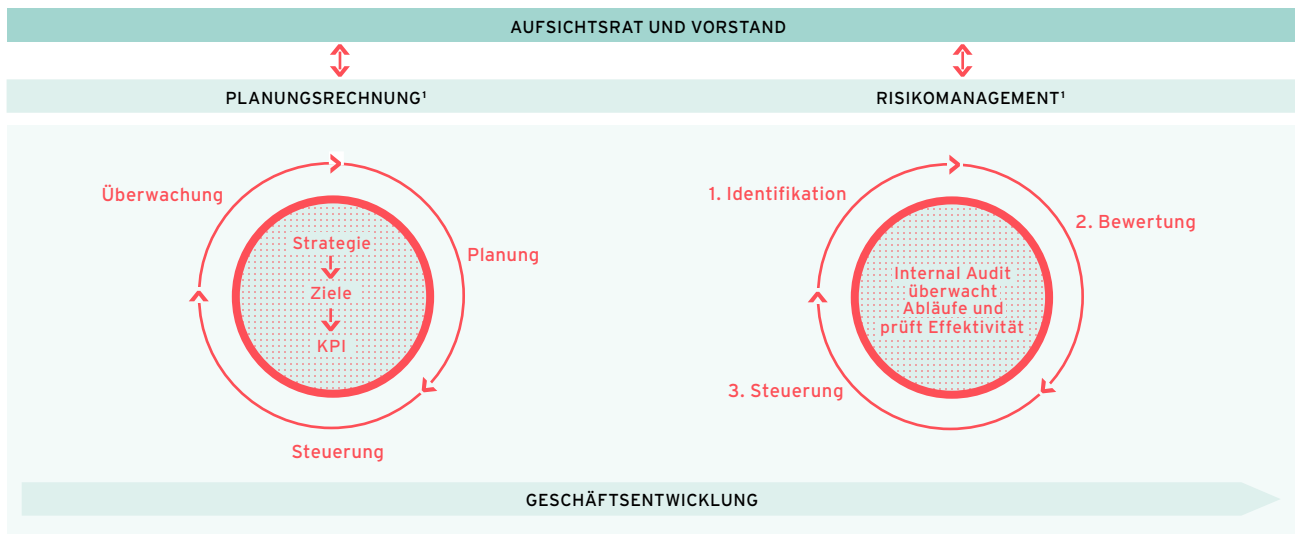 AUFSICHTSRAT UND VORSTAND
PLANUNGSRECHNUNG¹
RISIKOMANAGEMENT¹
Überwachung
Planung
Steuerung
Strategie
Ziele
KPI
1. Identifikation
2. Bewertung
3. Steuerung
Internal Audit
überwacht
Abläufe und
prüft Effektivität
GESCHÄFTSENTWICKLUNG